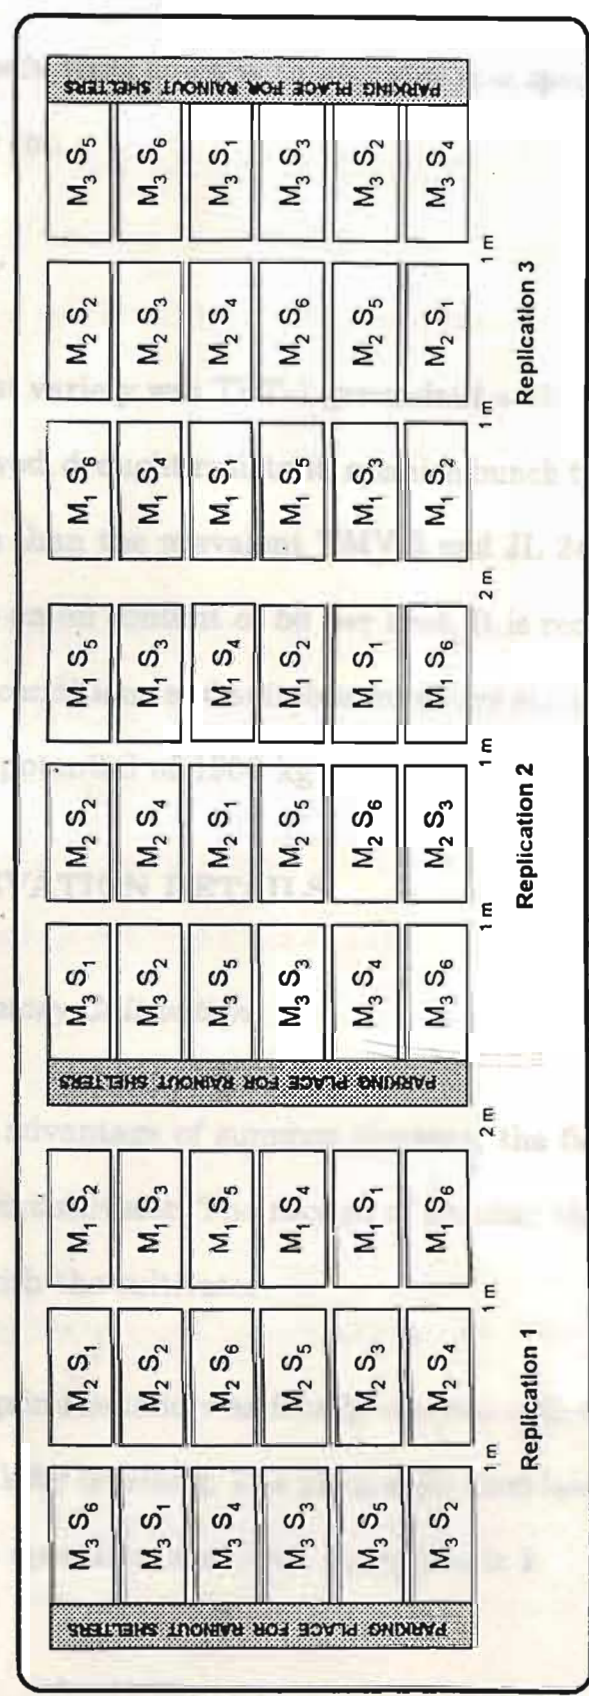 PARKING PLACE FOR RAINOUT SHELTERS
PARKING PLACE FOR RAINOUT SHELTERS
PARKING PLACE FOR RAINOUT SHELTERS
M₃ S₆ M₂ S₁ M₁ S₂ M₃ S₁ M₂ S₂ M₁ S₅ M₁ S₆ M₂ S₂ M₃ S₅
M₃ S₁ M₂ S₂ M₁ S₃ M₃ S₂ M₂ S₄ M₁ S₃ M₁ S₄ M₂ S₃ M₃ S₆
M₃ S₄ M₂ S₆ M₁ S₅ M₃ S₅ M₂ S₁ M₁ S₄ M₁ S₁ M₂ S₄ M₃ S₁
M₃ S₃ M₂ S₅ M₁ S₄ M₃ S₃ M₂ S₅ M₁ S₂ M₁ S₅ M₂ S₆ M₃ S₃
M₃ S₅ M₂ S₃ M₁ S₁ M₃ S₄ M₂ S₆ M₁ S₁ M₁ S₃ M₂ S₅ M₃ S₂
M₃ S₂ M₂ S₄ M₁ S₆ M₃ S₆ M₂ S₃ M₁ S₆ M₁ S₂ M₂ S₁ M₃ S₄
1 m 1 m 2m 1 m 1 m 2m 1 m 1 m
Replication 1 Replication 2 Replication 3